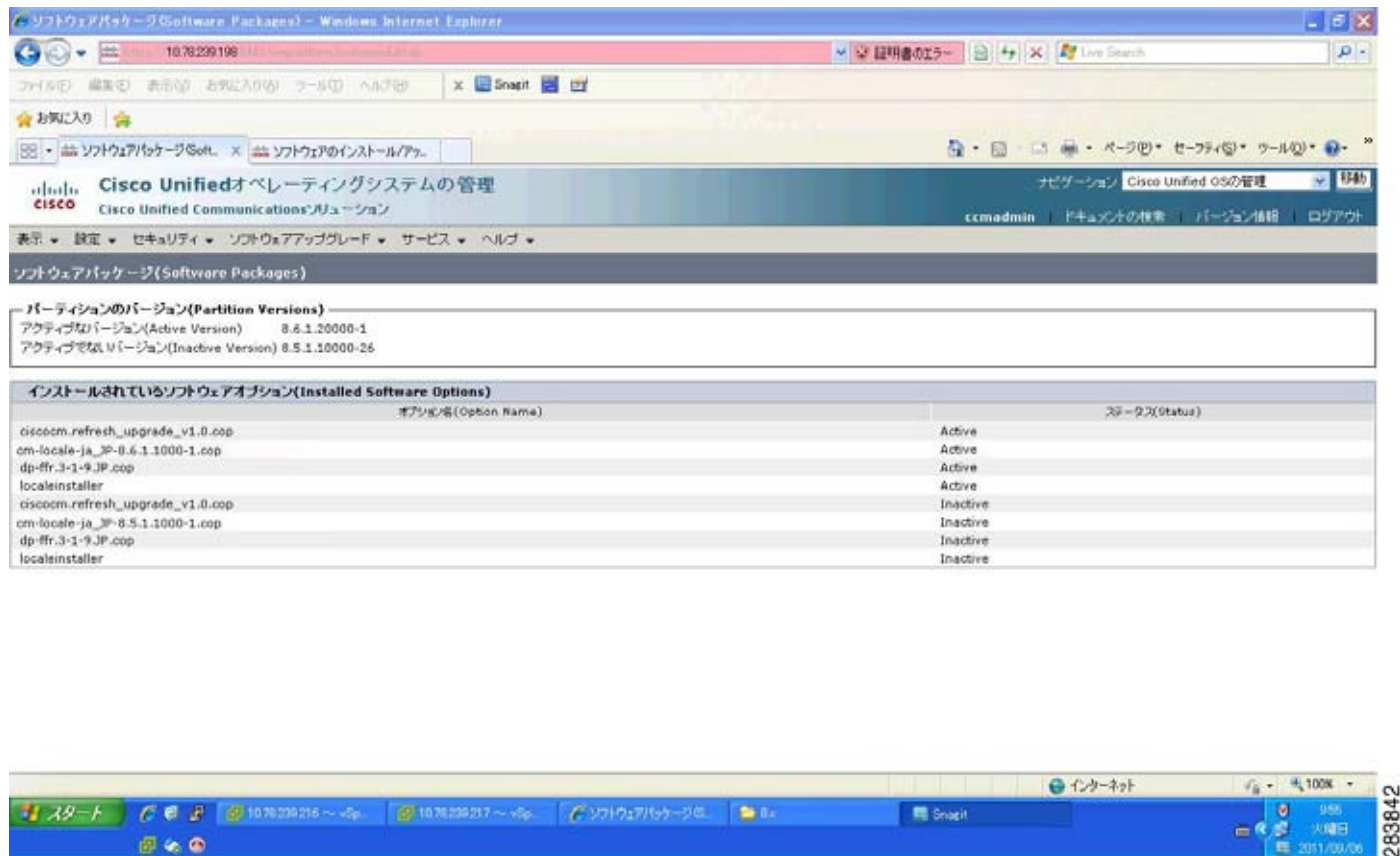 ソフトウェアパッケージ(Software Packages) - Windows Internet Explorer
10.78.239.198
証明書のエラー
Live Search
ファイル(F) 編集(E) 表示(V) お気に入り(A) ツール(T) ヘルプ(H) x Snagit
お気に入り
ソフトウェアパッケージ(Soft... x ソフトウェアのインストール/アッ...
ページ(P) セーフティ(S) ツール(O)
Cisco Unifiedオペレーティングシステムの管理
ナビゲーション Cisco Unified OSの管理 移動
CISCO
Cisco Unified Communicationsソリューション
ccmadmin ドキュメントの検索 バージョン情報 ログアウト
表示 設定 セキュリティ ソフトウェアアップグレード サービス ヘルプ
ソフトウェアパッケージ(Software Packages)
パーティションのバージョン(Partition Versions)
アクティブなバージョン(Active Version) 8.6.1.20000-1
アクティブでないバージョン(Inactive Version) 8.5.1.10000-26
インストールされているソフトウェアオプション(Installed Software Options)
オプション名(Option Name) ステータス(Status)
ciscocm.refresh_upgrade_v1.0.cop Active
cm-locale-ja_JP-8.6.1.1000-1.cop Active
dp-ffr.3-1-9.JP.cop Active
localeinstaller Active
ciscocm.refresh_upgrade_v1.0.cop Inactive
cm-locale-ja_JP-8.5.1.1000-1.cop Inactive
dp-ffr.3-1-9.JP.cop Inactive
localeinstaller Inactive
インターネット 100%
スタート 10.78.239.216 ～ vSp... 10.78.239.217 ～ vSp... ソフトウェアパッケージ(S... 8.x Snagit 9:55
火曜日
2011/09/06
283842